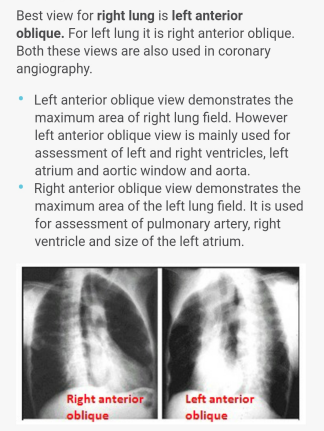 Best view for right lung is left anterior
oblique. For left lung it is right anterior oblique.
Both these views are also used in coronary
angiography.
• Left anterior oblique view demonstrates the
maximum area of right lung field. However
left anterior oblique view is mainly used for
assessment of left and right ventricles, left
atrium and aortic window and aorta.
• Right anterior oblique view demonstrates the
maximum area of the left lung field. It is used
for assessment of pulmonary artery, right
ventricle and size of the left atrium.
Right anterior
oblique
Left anterior
oblique